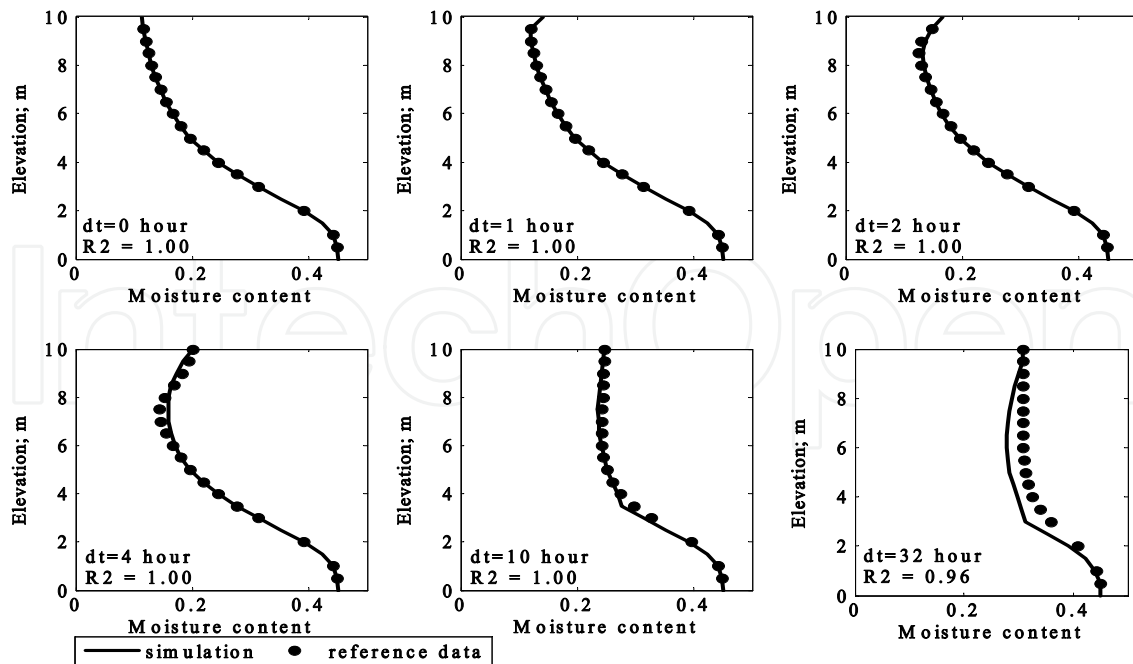 10
8
6
4
2
0
Elevation; m
dt=0 hour
R2 = 1.00
0 0.2 0.4
Moisture content
10
8
6
4
2
0
Elevation; m
dt=1 hour
R2 = 1.00
0 0.2 0.4
Moisture content
10
8
6
4
2
0
Elevation; m
dt=2 hour
R2 = 1.00
0 0.2 0.4
Moisture content
10
8
6
4
2
0
Elevation; m
dt=4 hour
R2 = 1.00
0 0.2 0.4
Moisture content
10
8
6
4
2
0
Elevation; m
dt=10 hour
R2 = 1.00
0 0.2 0.4
Moisture content
10
8
6
4
2
0
Elevation; m
dt=32 hour
R2 = 0.96
0 0.2 0.4
Moisture content
simulation reference data
IntechOpen